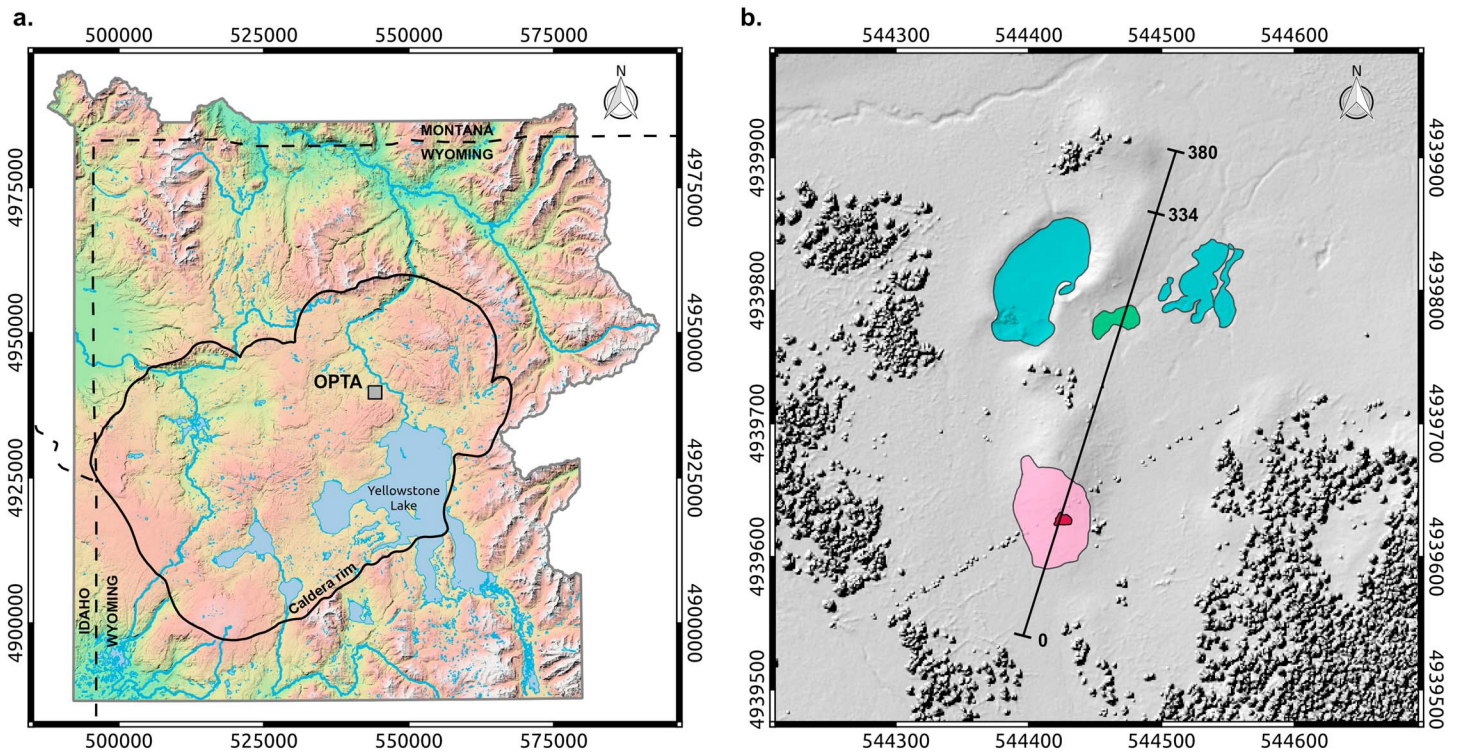 a.
500000 525000 550000 575000
N
MONTANA
WYOMING
4975000
4975000
4950000
4950000
OPTA
4925000
4925000
Yellowstone
Lake
Caldera rim
IDAHO
WYOMING
4900000
4900000
500000 525000 550000 575000
b.
544300 544400 544500 544600
N
4939900
4939900
380
334
4939800
4939800
4939700
4939700
4939600
4939600
0
4939500
4939500
544300 544400 544500 544600